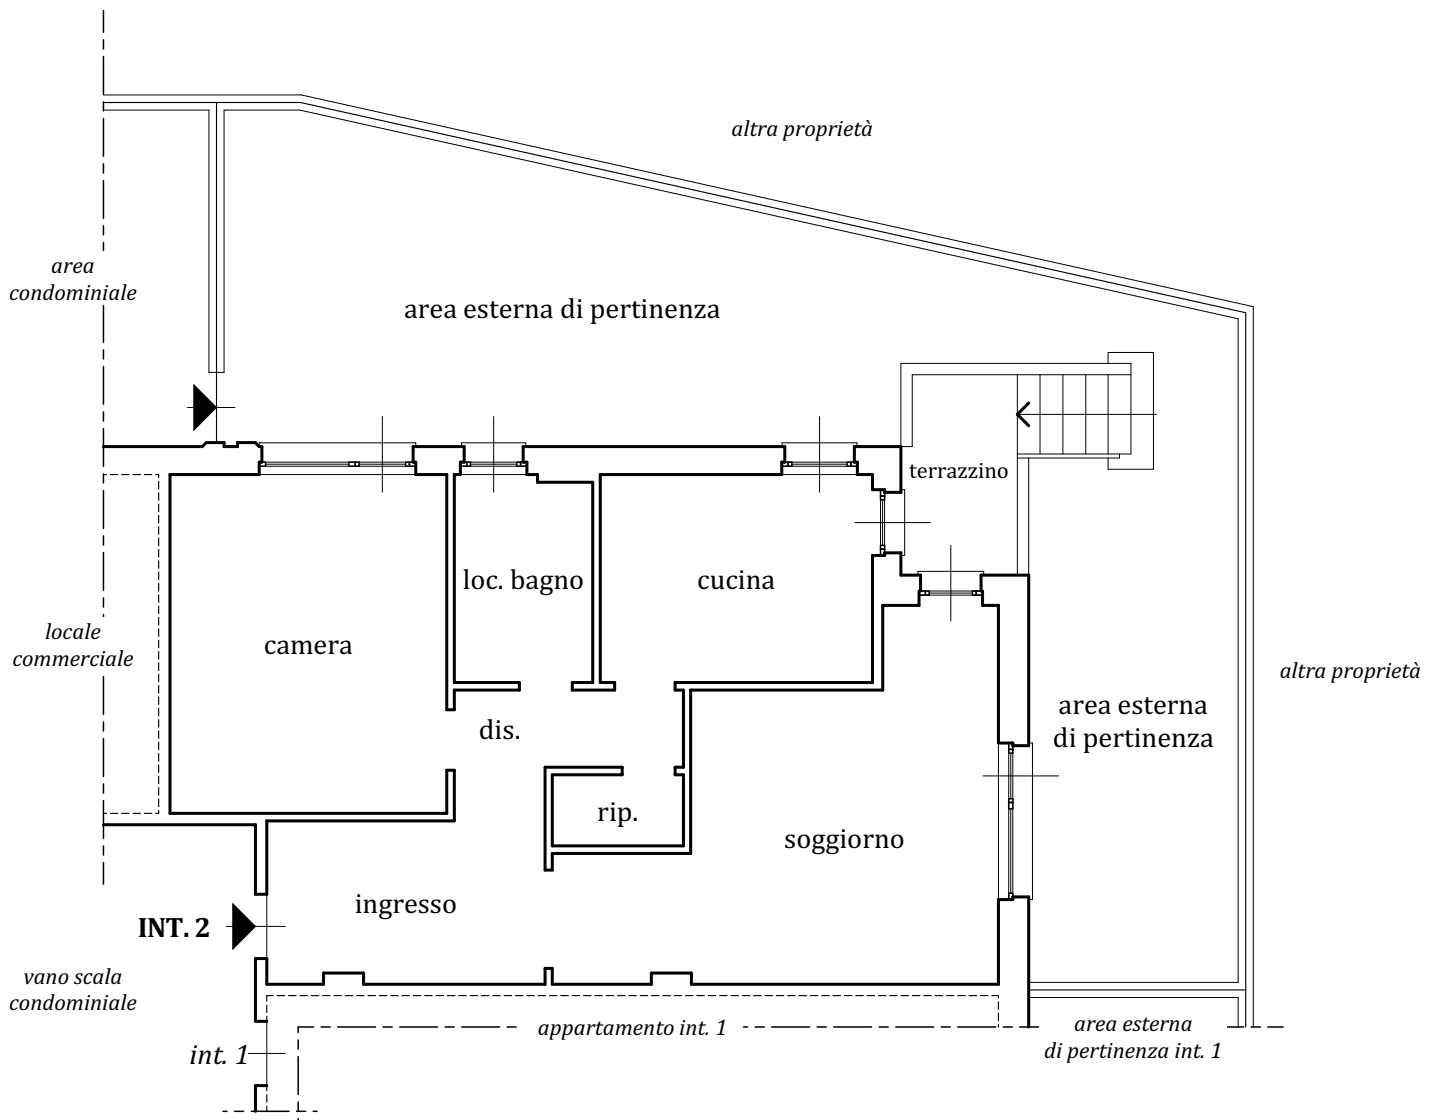 altra proprietà
area
condominiale
area esterna di pertinenza
terrazzino
loc. bagno
cucina
locale
commerciale
camera
altra proprietà
area esterna
di pertinenza
dis.
rip.
soggiorno
ingresso
INT. 2
vano scala
condominiale
appartamento int. 1
area esterna
di pertinenza int. 1
int. 1